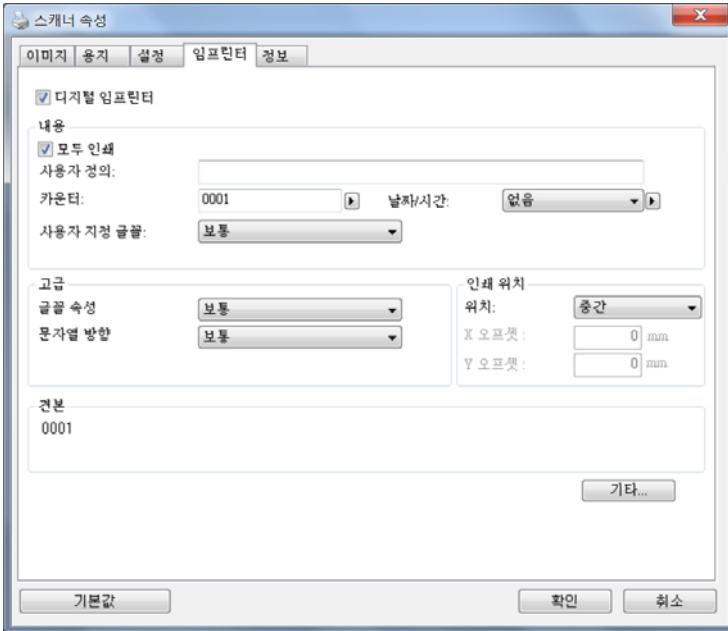 스캐너 속성
이미지 용지 설정 임프린터 정보
디지털 임프린터
내용
모두 인쇄
사용자 정의:
카운터: 0001 날짜/시간: 없음
사용자 지정 글꼴: 보통
고급 인쇄 위치
글꼴 속성 보통 위치: 중간
문자열 방향 보통 X 오프셋 : 0 mm
Y 오프셋 : 0 mm
견본
0001
기타...
기본값 확인 취소